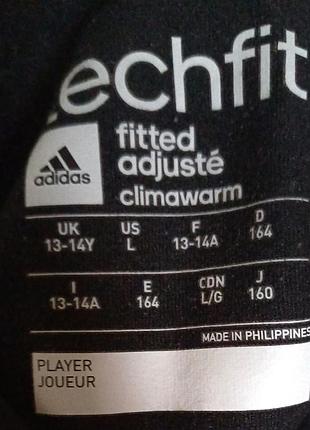 techfit
fitted
adjusté
climawarm
adidas
UK US F D
13-14Y L 13-14A 164
I E CDN J
13-14A 164 L/G 160
MADE IN PHILIPPINES
PLAYER
JOUEUR